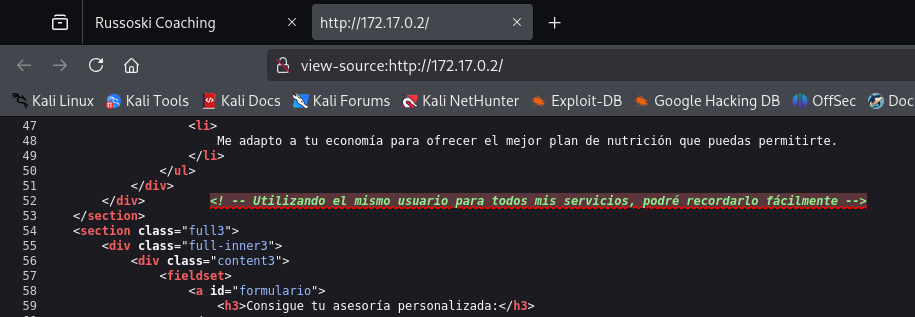 Russoski Coaching × http://172.17.0.2/ × +
view-source:http://172.17.0.2/
Kali Linux Kali Tools Kali Docs Kali Forums Kali NetHunter Exploit-DB Google Hacking DB OffSec Doc
47 <li>
48 Me adapto a tu economía para ofrecer el mejor plan de nutrición que puedas permitirte.
49 </li>
50 </ul>
51 </div>
52 </div> <! -- Utilizando el mismo usuario para todos mis servicios, podré recordarlo fácilmente -->
53 </section>
54 <section class="full3">
55 <div class="full-inner3">
56 <div class="content3">
57 <fieldset>
58 <a id="formulario">
59 <h3>Consigue tu asesoría personalizada:</h3>